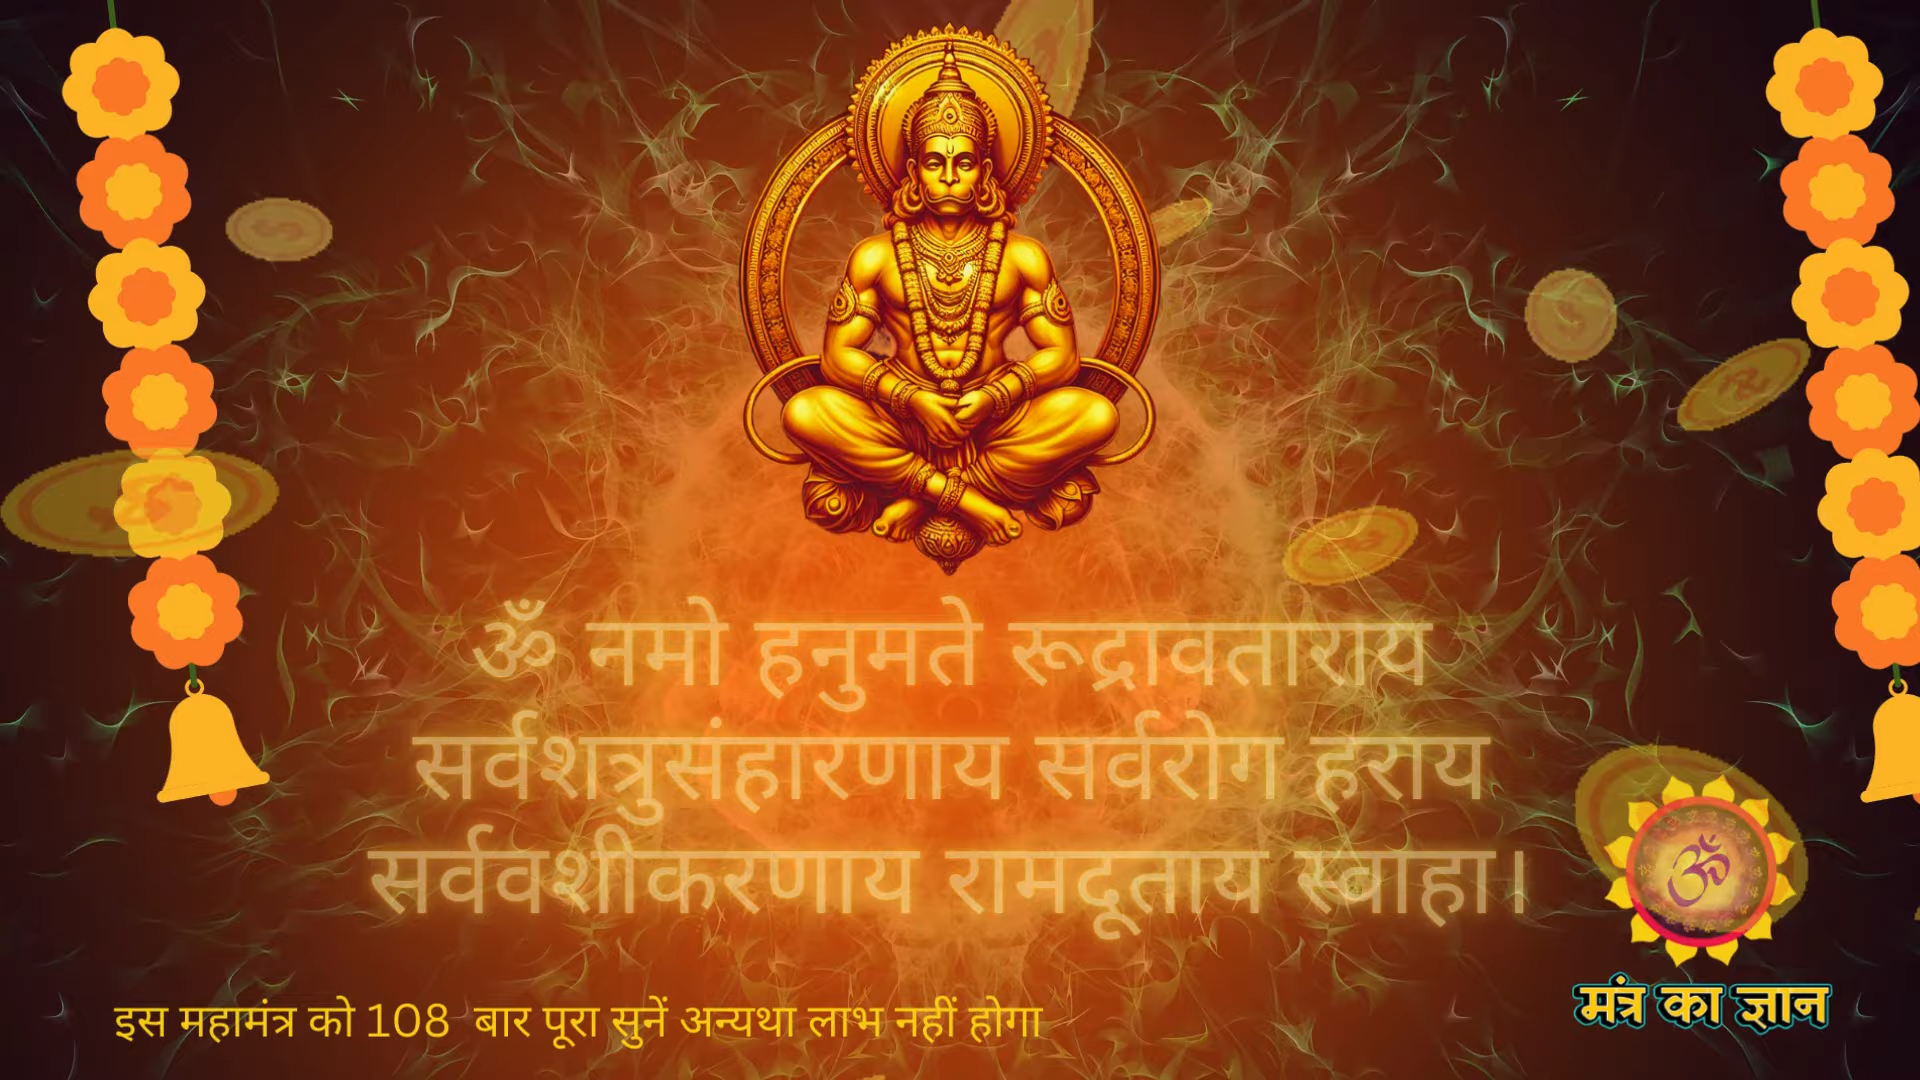 ॐ नमो हनुमते रूद्रावताराय
सर्वशत्रुसंहारणाय सर्वरोग हराय
सर्ववशीकरणाय रामदूताय स्वाहा।
ॐ
मंत्र का ज्ञान
इस महामंत्र को 108 बार पूरा सुनें अन्यथा लाभ नहीं होगा